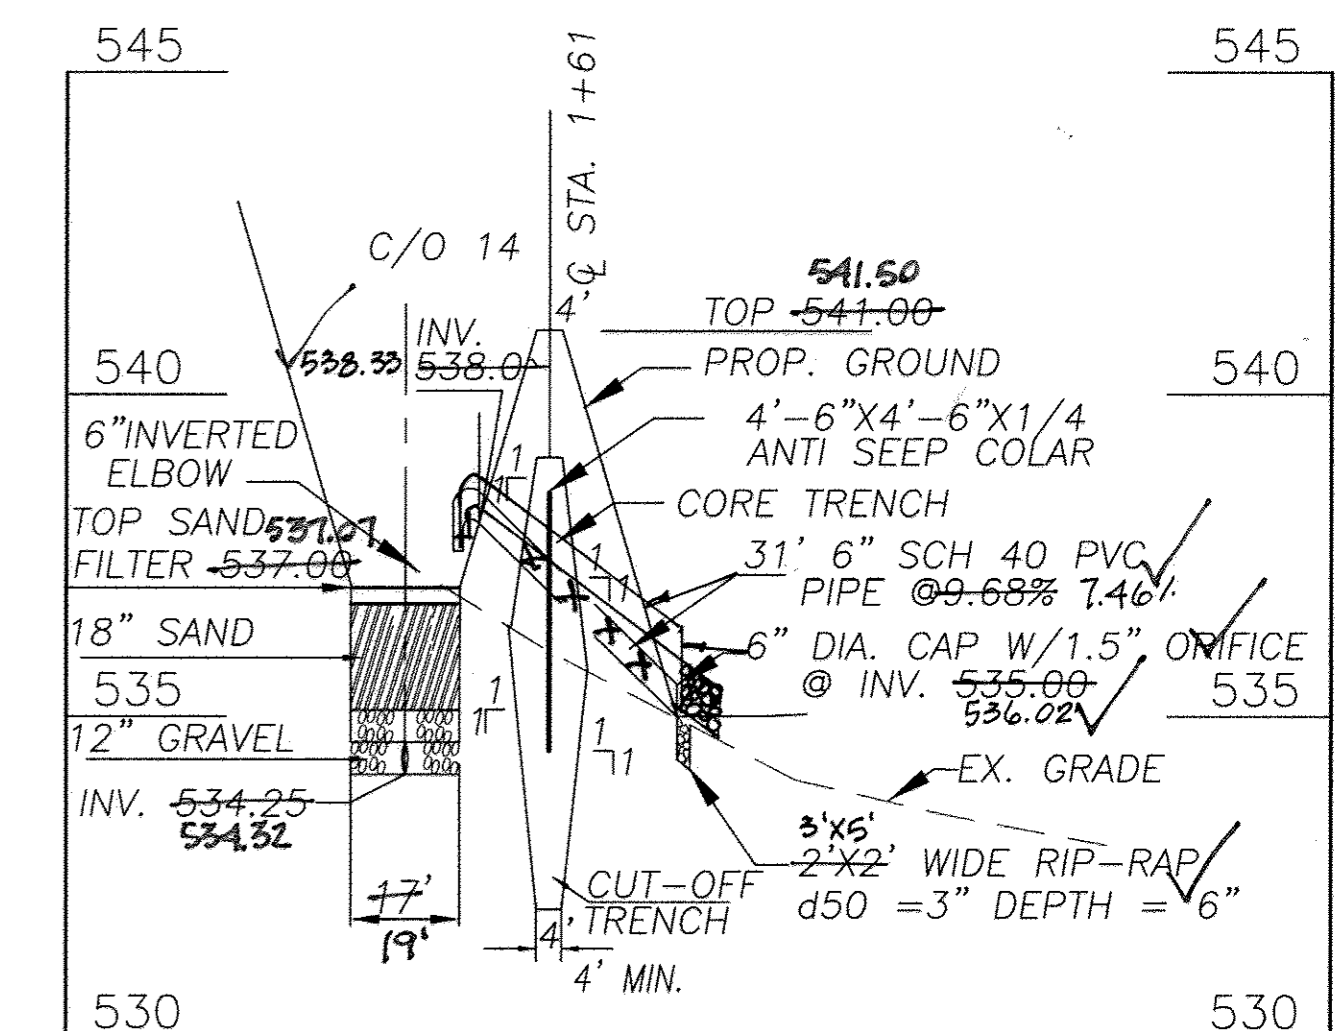 545
545
℄ STA. 1+61
C/O 14
541.50
4'
TOP 541.00
INV.
538.33 538.0
PROP. GROUND
540
540
4'-6"X4'-6"X1/4
ANTI SEEP COLAR
6"INVERTED
ELBOW
1
1
CORE TRENCH
TOP SAND 537.07
FILTER 537.00
31' 6" SCH 40 PVC
PIPE @ 9.68% 7.46%
1
1
18" SAND
6" DIA. CAP W/1.5" ORIFICE
@ INV. 535.00
536.02
535
535
1
1
12" GRAVEL
1
1
EX. GRADE
INV. 534.25
534.32
3'X5'
2'X2' WIDE RIP-RAP
d50 =3" DEPTH = 6"
17'
19'
CUT-OFF
TRENCH
4'
4' MIN.
530
530